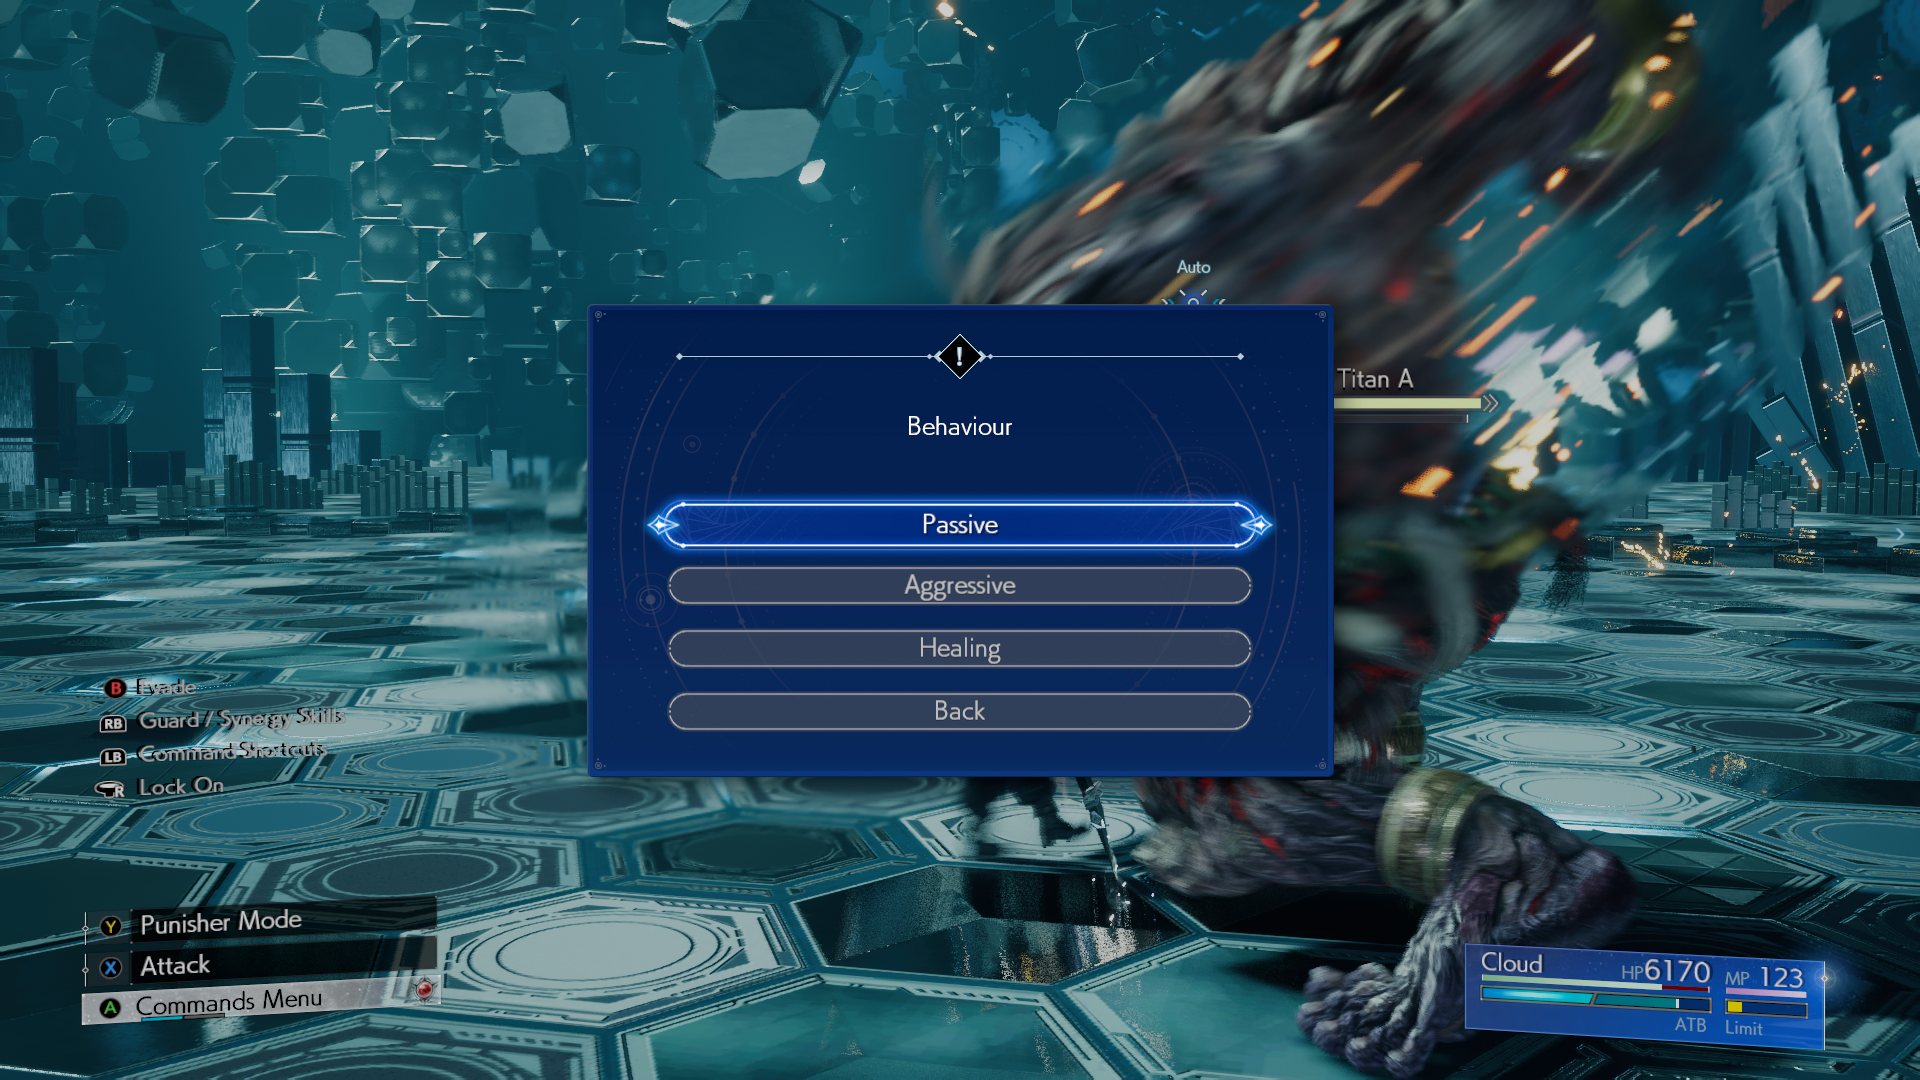 Auto
!
Behaviour
Titan A
Passive
Aggressive
Healing
Back
B Evade
RB Guard / Synergy Skills
LB Command Shortcuts
R Lock On
Y Punisher Mode
X Attack
A Commands Menu
Cloud HP 6170 MP 123
ATB Limit